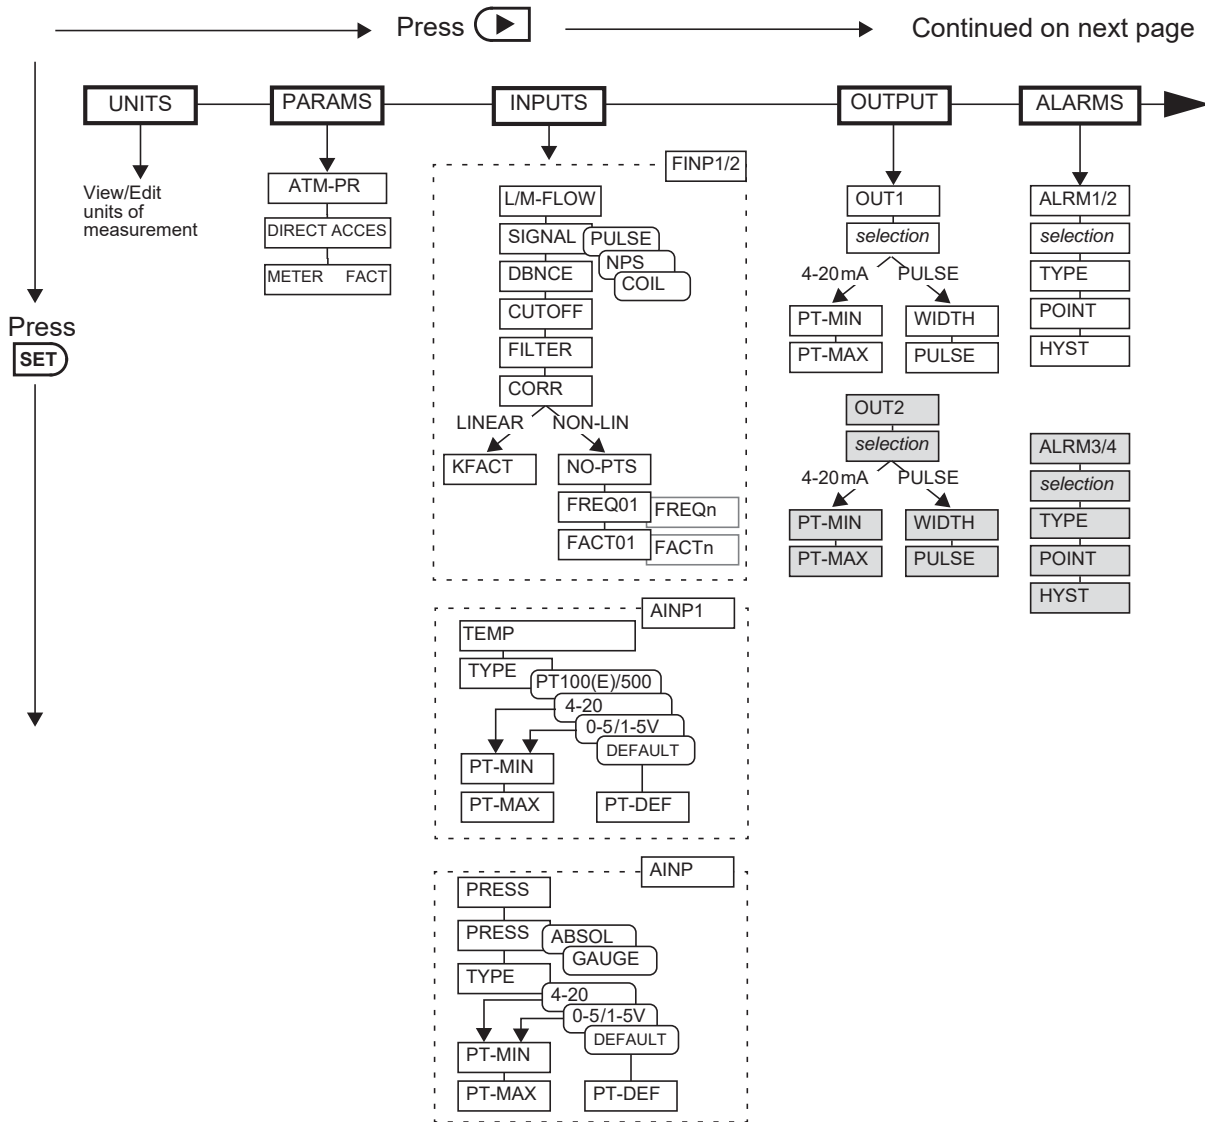 Press
Continued on next page
UNITS
PARAMS
INPUTS
OUTPUT
ALARMS
Press
SET
View/Edit
units of
measurement
ATM-PR
DIRECT ACCES
METER FACT
FINP1/2
L/M-FLOW
SIGNAL
PULSE
NPS
COIL
DBNCE
CUTOFF
FILTER
CORR
LINEAR
NON-LIN
KFACT
NO-PTS
FREQ01
FREQn
FACT01
FACTn
AINP1
TEMP
TYPE
PT100(E)/500
4-20
0-5/1-5V
DEFAULT
PT-MIN
PT-MAX
PT-DEF
AINP
PRESS
PRESS
ABSOL
GAUGE
TYPE
4-20
0-5/1-5V
DEFAULT
PT-MIN
PT-MAX
PT-DEF
OUT1
selection
4-20mA
PULSE
PT-MIN
WIDTH
PT-MAX
PULSE
OUT2
selection
4-20mA
PULSE
PT-MIN
WIDTH
PT-MAX
PULSE
ALRM1/2
selection
TYPE
POINT
HYST
ALRM3/4
selection
TYPE
POINT
HYST